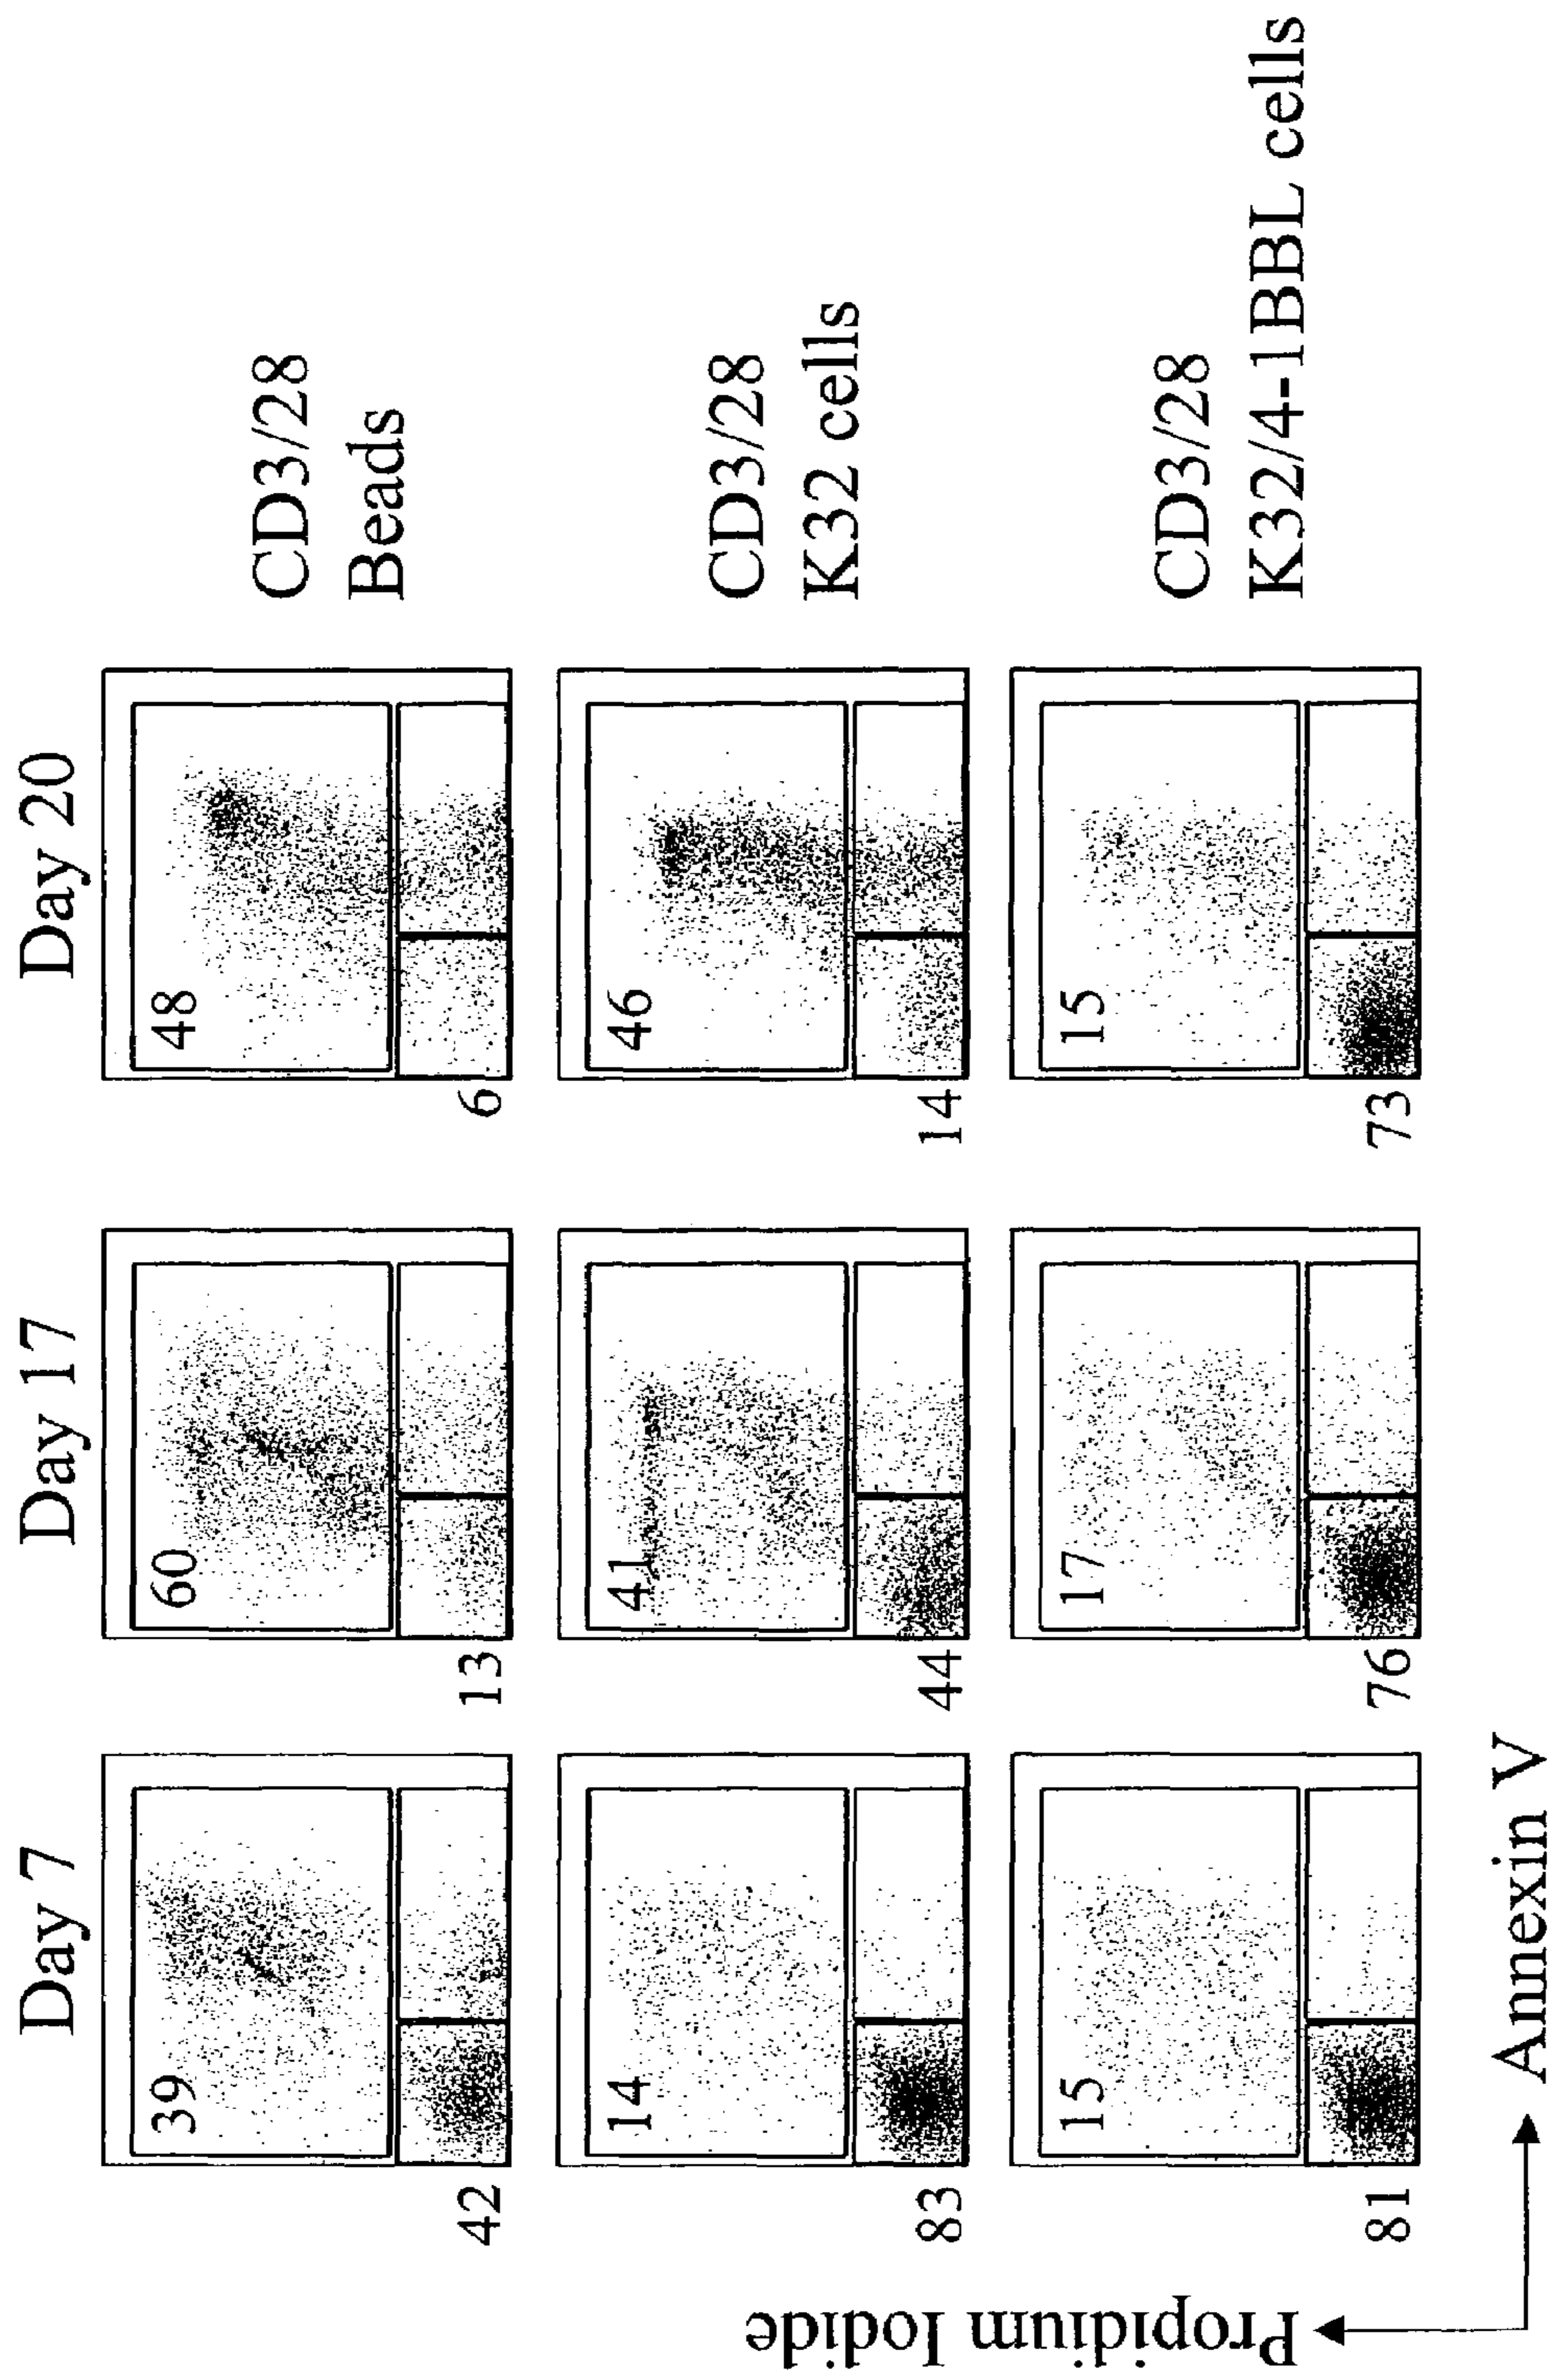 Day 7 Day 17 Day 20
39 60 48
42 13 6
CD3/28
Beads
14 41 46
83 44 14
CD3/28
K32 cells
15 17 15
81 76 73
CD3/28
K32/4-1BBL cells
Propidium Iodide
Annexin V